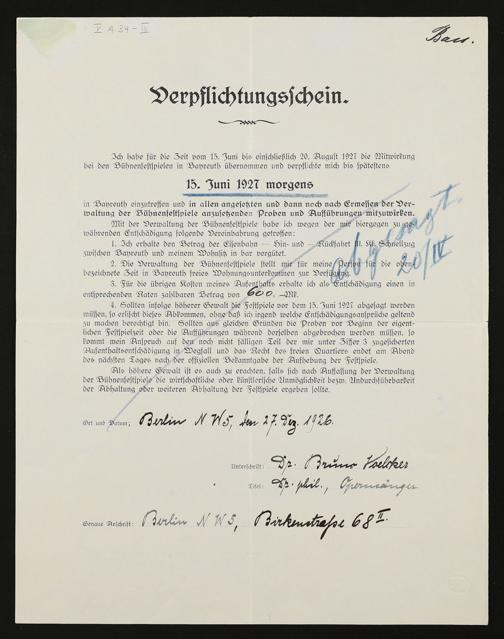 V A 34 - IV
Bass.
Verpflichtungsschein.
Ich habe für die Zeit vom 15. Juni bis einschließlich 20. August 1927 die Mitwirkung
bei den Bühnenfestspielen in Bayreuth übernommen und verpflichte mich bis spätestens
15. Juni 1927 morgens
in Bayreuth einzutreffen und in allen angesetzten und dann noch nach Ermessen der Ver-
waltung der Bühnenfestspiele anzusetzenden Proben und Aufführungen mitzuwirken.
Mit der Verwaltung der Bühnenfestspiele habe ich wegen der mir hiergegen zu ge-
währenden Entschädigung folgende Vereinbarung getroffen:
1. Ich erhalte den Betrag der Eisenbahn — Hin- und — Rückfahrt III. Kl. Schnellzug
zwischen Bayreuth und meinem Wohnsitz in bar vergütet.
2. Die Verwaltung der Bühnenfestspiele stellt mir für meine Person für die oben
bezeichnete Zeit in Bayreuth freies Wohnungsunterkommen zur Verfügung.
3. Für die übrigen Kosten meines Aufenthalts erhalte ich als Entschädigung einen in
entsprechenden Raten zahlbaren Betrag von 600.—Mk.
abgesagt
20/IV
4. Sollten infolge höherer Gewalt die Festspiele vor dem 15. Juni 1927 abgesagt werden
müssen, so erlischt dieses Abkommen, ohne daß ich irgend welche Entschädigungsansprüche geltend
zu machen berechtigt bin. Sollten aus gleichen Gründen die Proben vor Beginn der eigent-
lichen Festspielzeit oder die Aufführungen während derselben abgebrochen werden müssen, so
kommt mein Anspruch auf den noch nicht fälligen Teil der mir unter Ziffer 3 zugesicherten
Aufenthaltsentschädigung in Wegfall und das Recht des freien Quartieres endet am Abend
des nächsten Tages nach der offiziellen Bekanntgabe der Aufhebung der Festspiele.
Als höhere Gewalt ist es auch zu erachten, falls sich nach Auffassung der Verwaltung
der Bühnenfestspiele die wirtschaftliche oder künstlerische Unmöglichkeit bezw. Undurchführbarkeit
der Abhaltung oder weiteren Abhaltung der Festspiele ergeben sollte.
Ort und Datum: Berlin NW5, den 27. Dez. 1926.
Unterschrift: Dr. Bruno Voelcker
Titel: Dr. phil., Opernsänger
Genaue Anschrift: Berlin NW5, Birkenstraße 68 II.